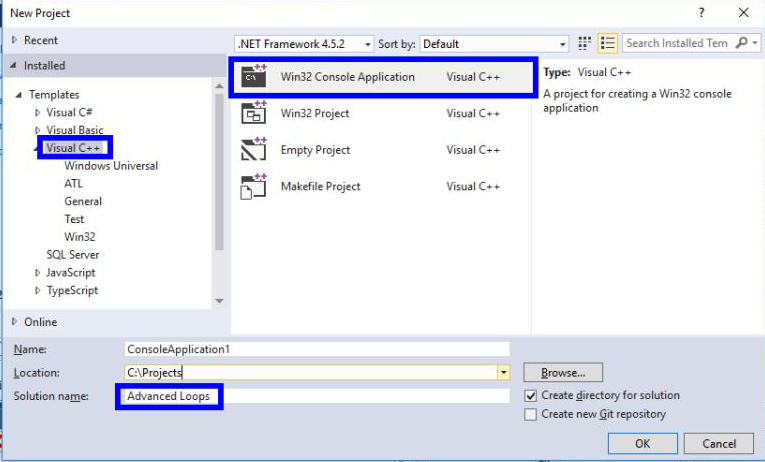 New Project
? X
Recent
.NET Framework 4.5.2 Sort by: Default Search Installed Tem
Installed
Templates
Visual C#
Visual Basic
Visual C++
Windows Universal
ATL
General
Test
Win32
SQL Server
JavaScript
TypeScript
Online
C:\ ++ Win32 Console Application Visual C++
++ Win32 Project Visual C++
++ Empty Project Visual C++
++ Makefile Project Visual C++
Type: Visual C++
A project for creating a Win32 console
application
Name: ConsoleApplication1
Location: C:\Projects Browse...
Solution name: Advanced Loops
Create directory for solution
Create new Git repository
OK Cancel